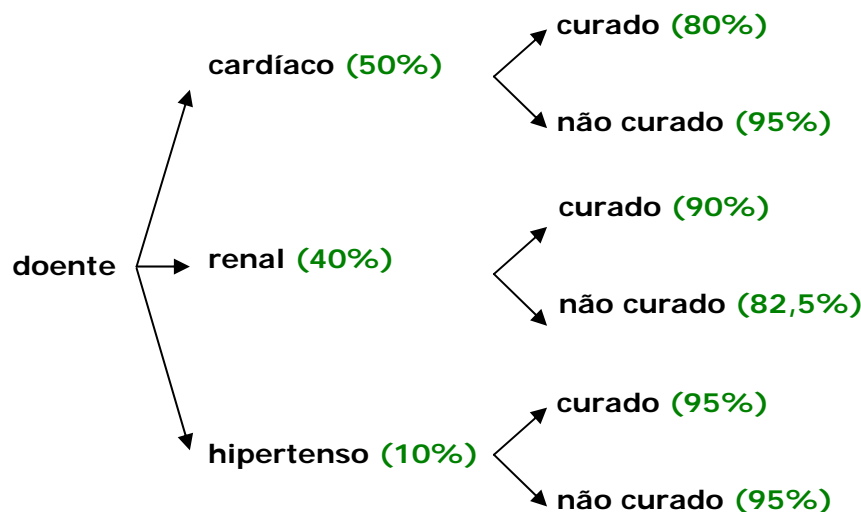 curado (80%)
cardíaco (50%)
não curado (95%)
curado (90%)
doente
renal (40%)
não curado (82,5%)
curado (95%)
hipertenso (10%)
não curado (95%)